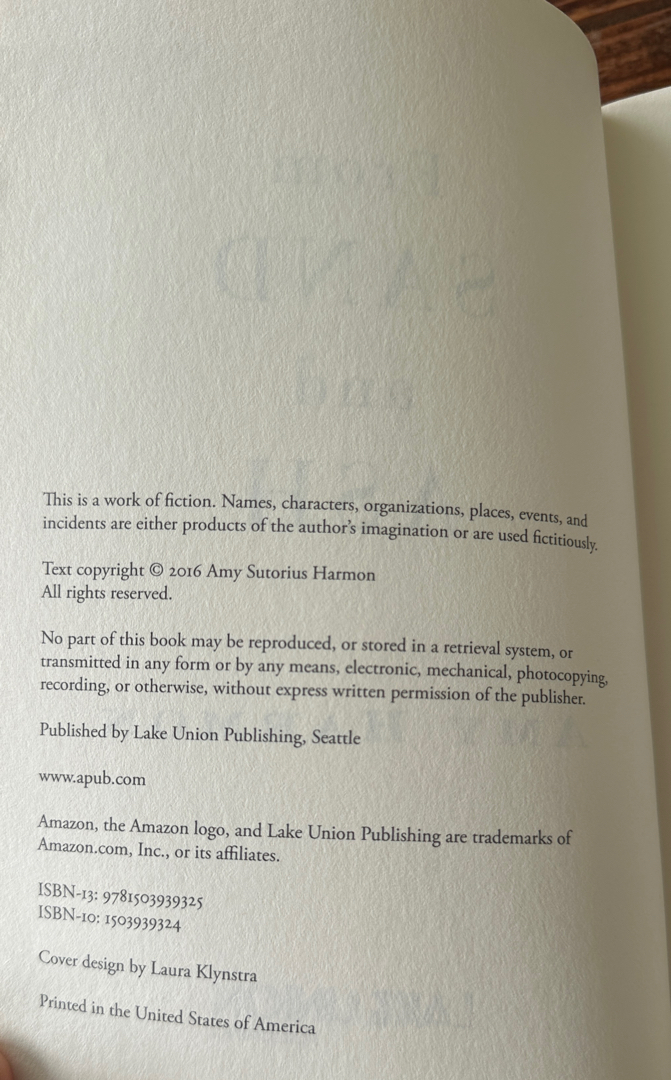 This is a work of fiction. Names, characters, organizations, places, events, and
incidents are either products of the author's imagination or are used fictitiously.
Text copyright © 2016 Amy Sutorius Harmon
All rights reserved.
No part of this book may be reproduced, or stored in a retrieval system, or
transmitted in any form or by any means, electronic, mechanical, photocopying,
recording, or otherwise, without express written permission of the publisher.
Published by Lake Union Publishing, Seattle
www.apub.com
Amazon, the Amazon logo, and Lake Union Publishing are trademarks of
Amazon.com, Inc., or its affiliates.
ISBN-13: 9781503939325
ISBN-10: 1503939324
Cover design by Laura Klynstra
Printed in the United States of America